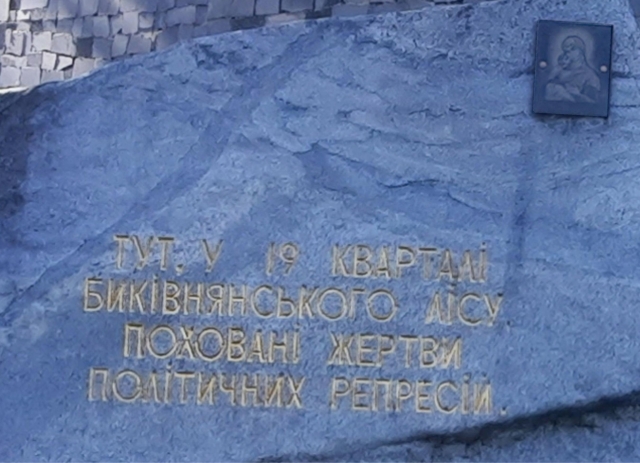 ТУТ, У 19 КВАРТАЛІ
БИКІВНЯНСЬКОГО ЛІСУ
ПОХОВАНІ ЖЕРТВИ
ПОЛІТИЧНИХ РЕПРЕСІЙ.